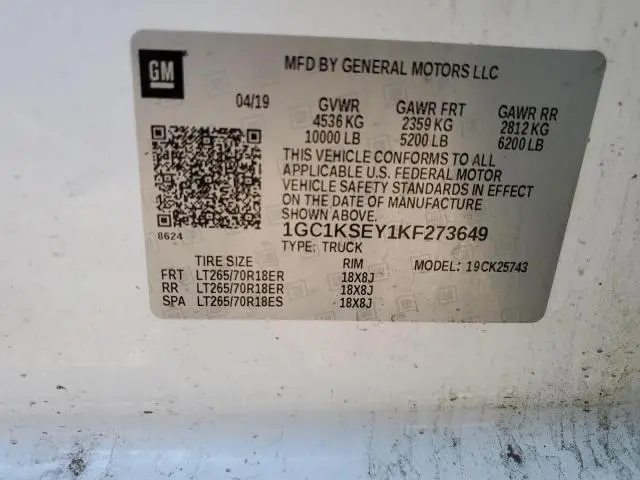 GM
MFD BY GENERAL MOTORS LLC
04/19 GVWR GAWR FRT GAWR RR
4536 KG 2359 KG 2812 KG
10000 LB 5200 LB 6200 LB
THIS VEHICLE CONFORMS TO ALL
APPLICABLE U.S. FEDERAL MOTOR
VEHICLE SAFETY STANDARDS IN EFFECT
ON THE DATE OF MANUFACTURE
SHOWN ABOVE.
8624
1GC1KSEY1KF273649
TYPE: TRUCK
TIRE SIZE RIM MODEL: 19CK25743
FRT LT265/70R18ER 18X8J
RR LT265/70R18ER 18X8J
SPA LT265/70R18ES 18X8J